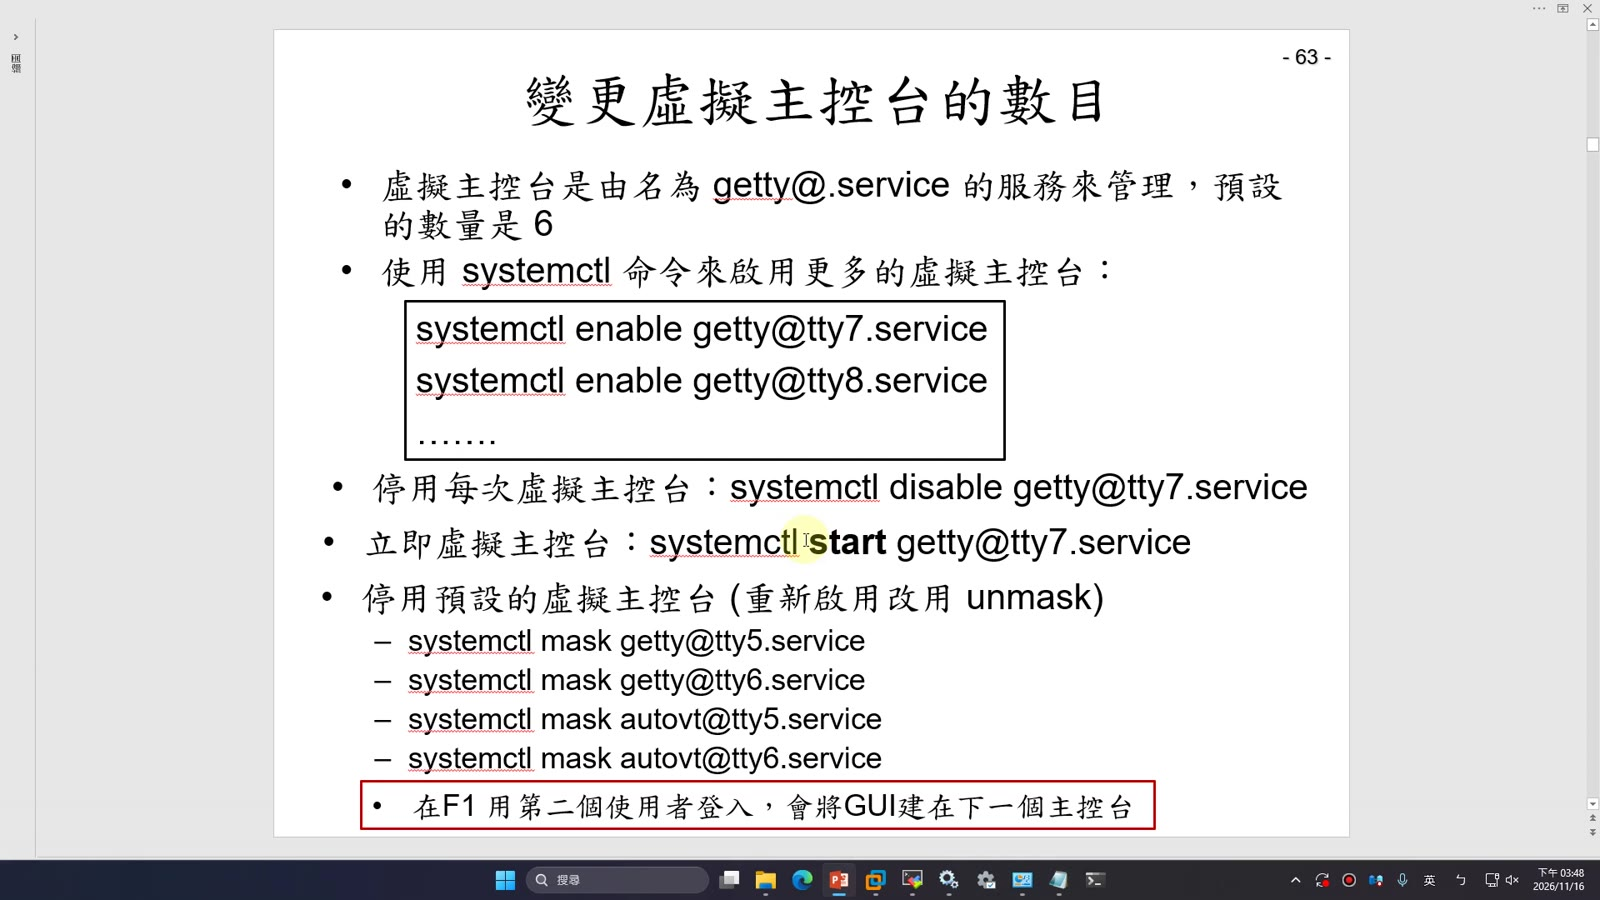 - 63 -
變更虛擬主控台的數目
• 虛擬主控台是由名為 getty@.service 的服務來管理，預設
的數量是 6
• 使用 systemctl 命令來啟用更多的虛擬主控台：
systemctl enable getty@tty7.service
systemctl enable getty@tty8.service
.......
• 停用每次虛擬主控台：systemctl disable getty@tty7.service
• 立即虛擬主控台：systemctl start getty@tty7.service
• 停用預設的虛擬主控台 (重新啟用改用 unmask)
– systemctl mask getty@tty5.service
– systemctl mask getty@tty6.service
– systemctl mask autovt@tty5.service
– systemctl mask autovt@tty6.service
• 在F1 用第二個使用者登入，會將GUI建在下一個主控台
搜尋
英
ㄅ
下午 03:48
2026/11/16